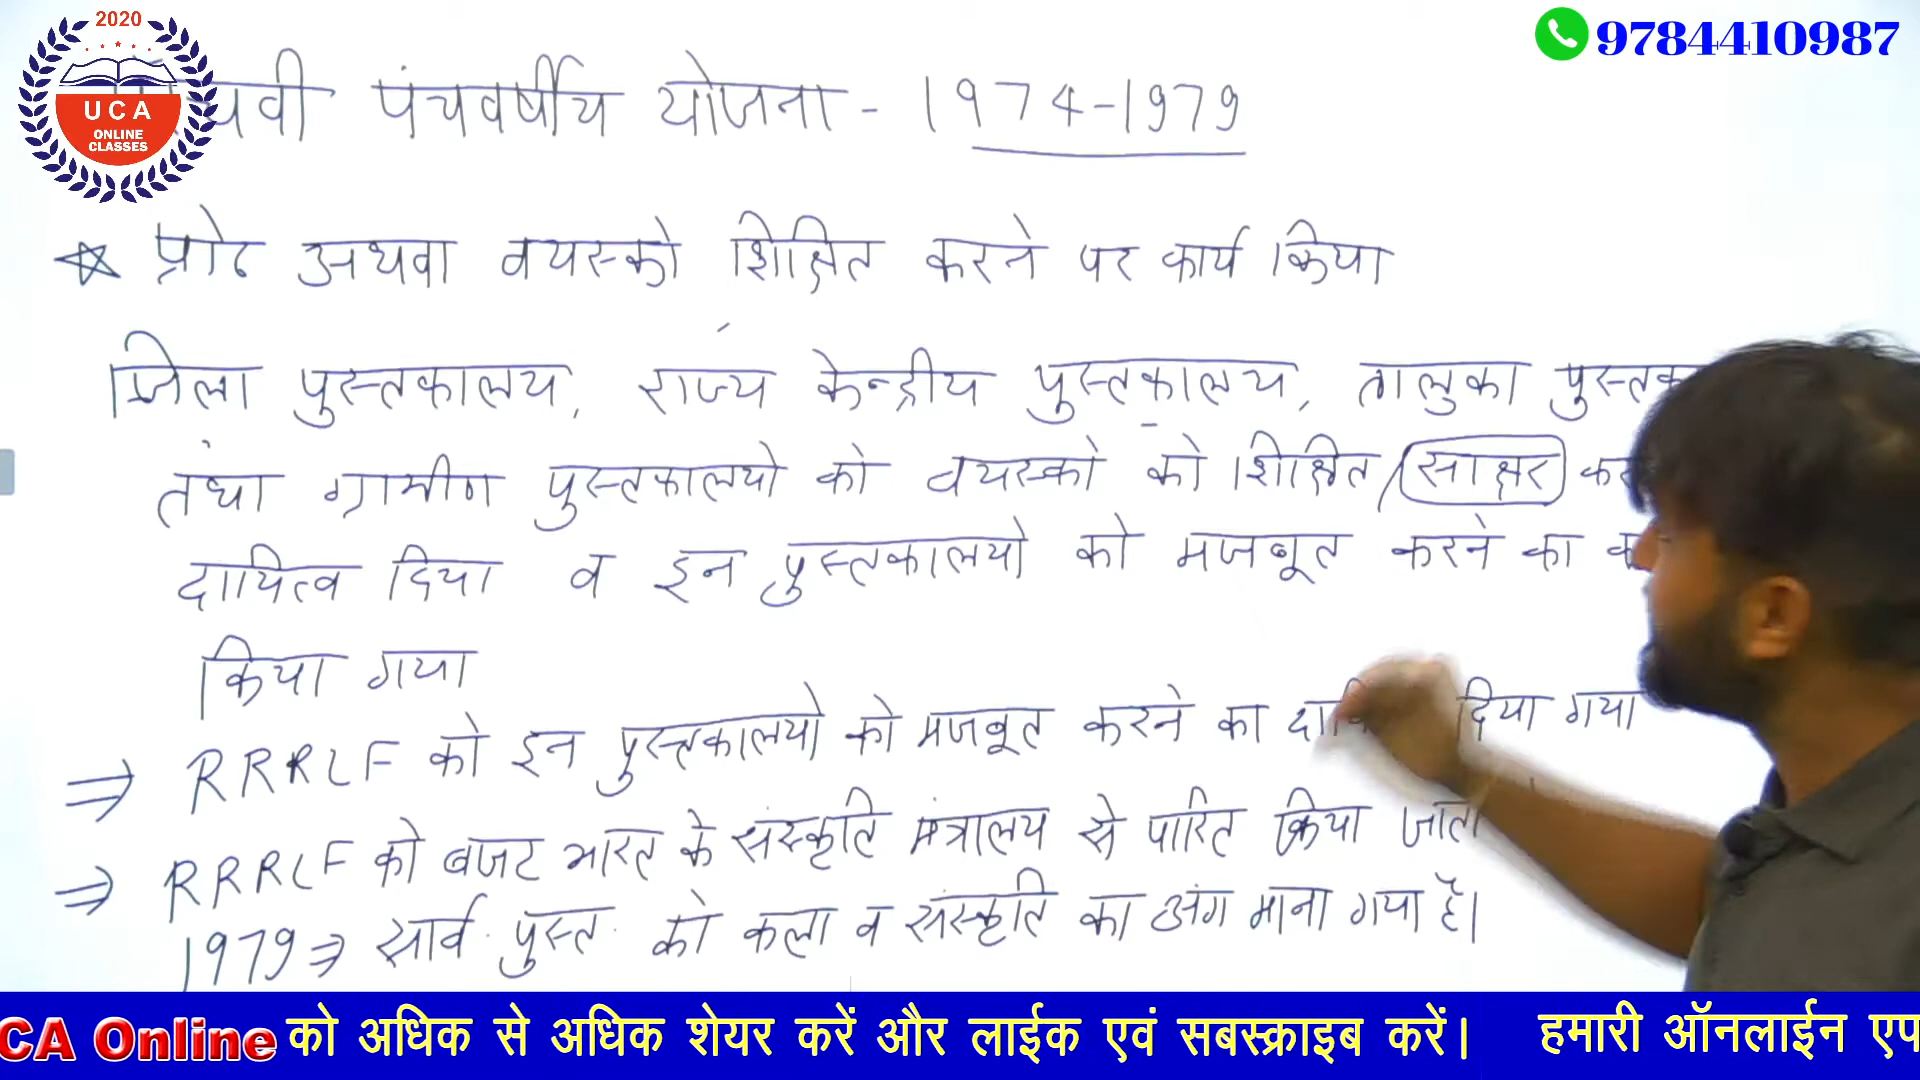 2020
UCA
ONLINE
CLASSES
9784410987
पंचवर्षीय योजना - 1974-1979
प्रोढ अथवा वयस्को शिक्षित करने पर कार्य किया
जिला पुस्तकालय, राज्य केन्द्रीय पुस्तकालय, तालुका
तथा ग्रामीण पुस्तकालयो को वयस्को को शिक्षित / साक्षर
दायित्व दिया व इन पुस्तकालयो को मजबूत करने का
किया गया
⇒ RRRLF को इन पुस्तकालयो को मजबूत करने का दिया गया
⇒ RRRLF को बजट भारत के संस्कृति मंत्रालय से पारित किया जाता
1979 ⇒ सार्व. पुस्त. को कला व संस्कृति का अंग माना गया है।
CA Online को अधिक से अधिक शेयर करें और लाईक एवं सबस्क्राइब करें। हमारी ऑनलाईन एप